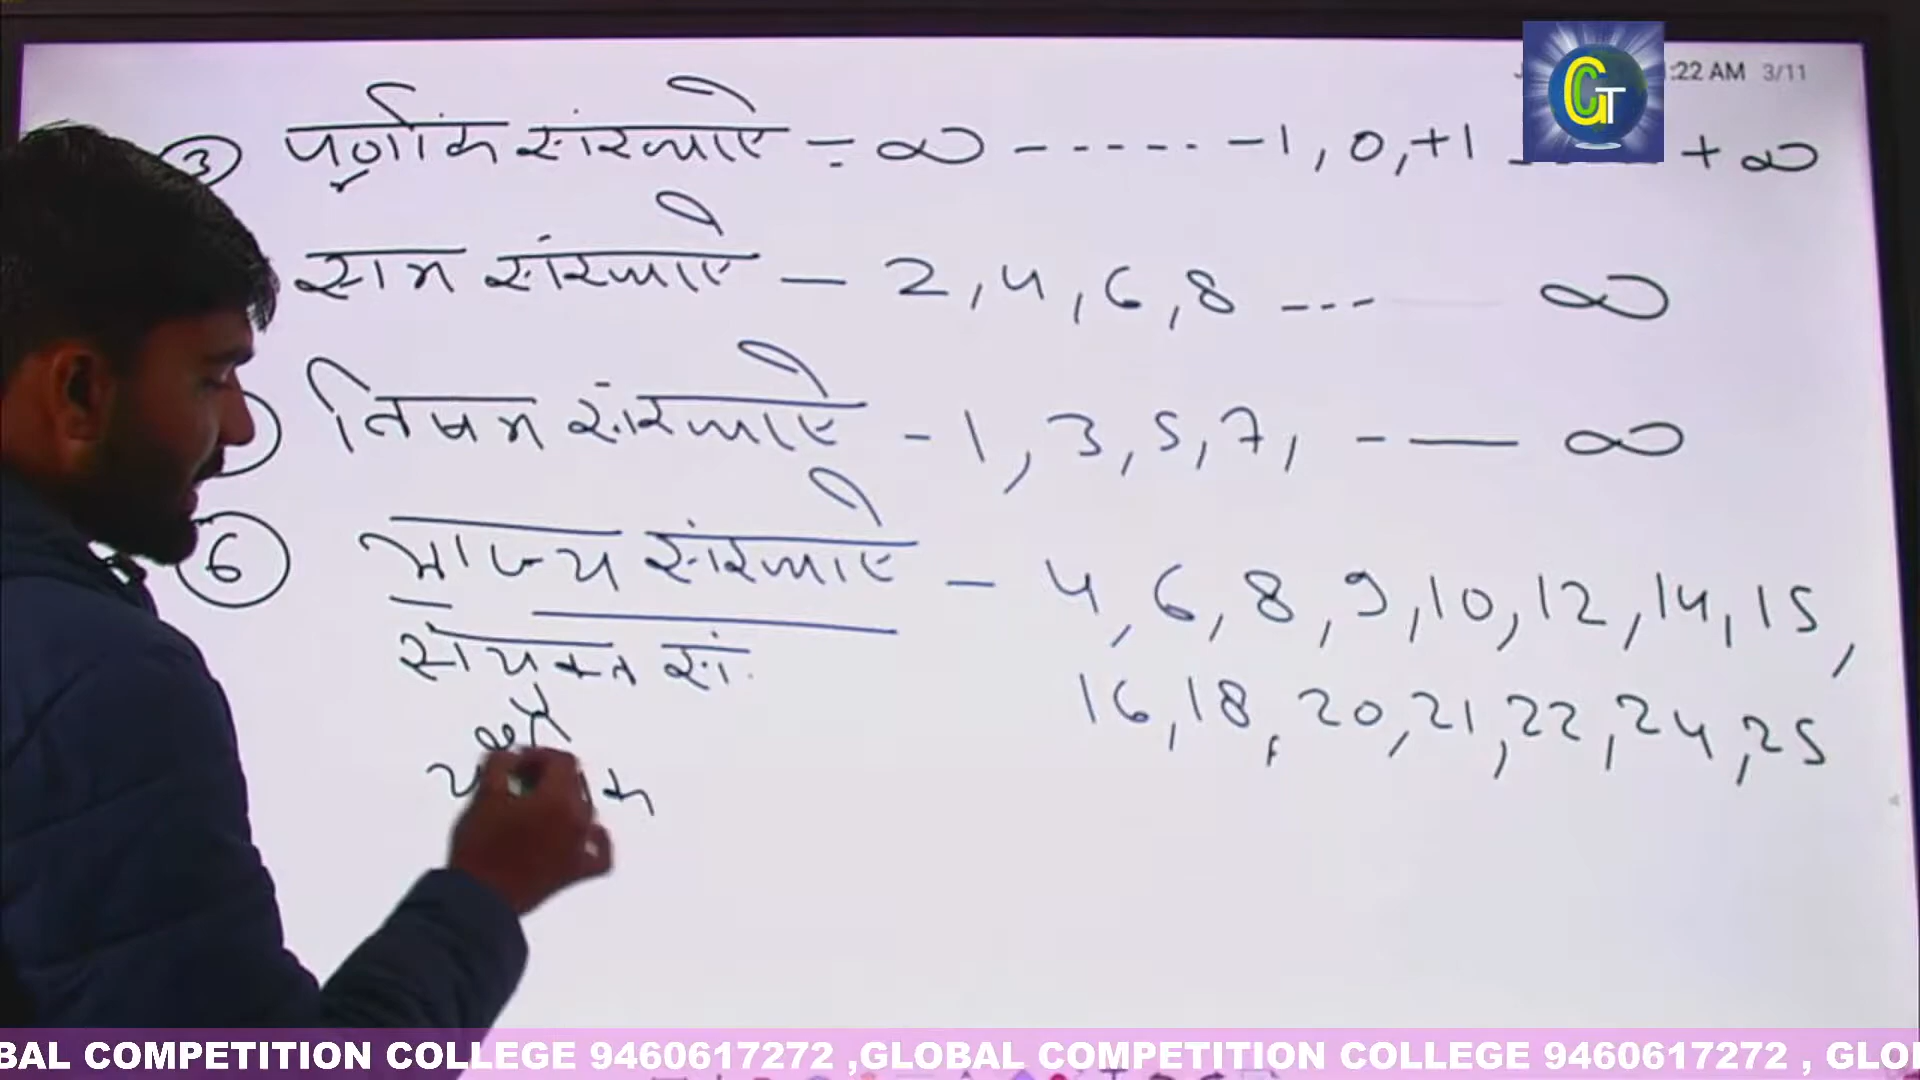 :22 AM 3/11
GT
3 पूर्णांक संख्याएँ - ∞ ------ -1, 0, +1 + ∞
सम संख्याएँ - 2, 4, 6, 8 --- ∞
विषम संख्याएँ - 1, 3, 5, 7, - — ∞
6 भाज्य संख्याएँ - 4, 6, 8, 9, 10, 12, 14, 15,
संयुक्त सं.
16, 18, 20, 21, 22, 24, 25
BAL COMPETITION COLLEGE 9460617272 ,GLOBAL COMPETITION COLLEGE 9460617272 , GLO